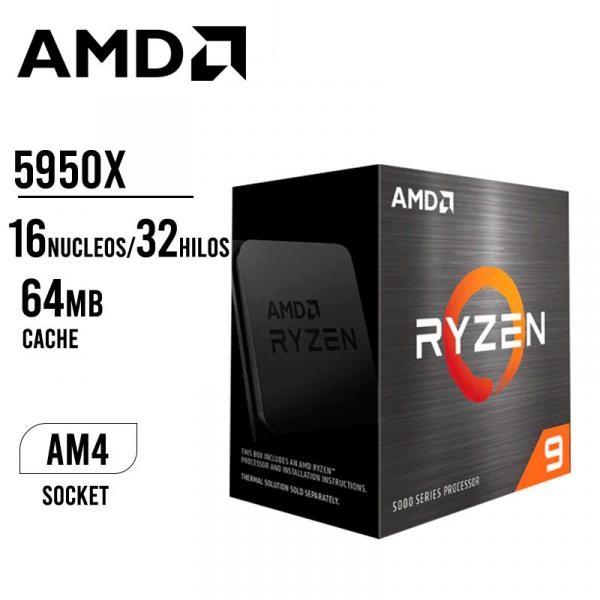 AMD
5950X
16NUCLEOS/32HILOS
64MB
CACHE
AM4
SOCKET
AMD
RYZEN
THIS BOX INCLUDES AN AMD RYZEN™
PROCESSOR AND INSTALLATION INSTRUCTIONS.
THERMAL SOLUTION SOLD SEPARATELY.
AMD
RYZEN
9
5000 SERIES PROCESSOR